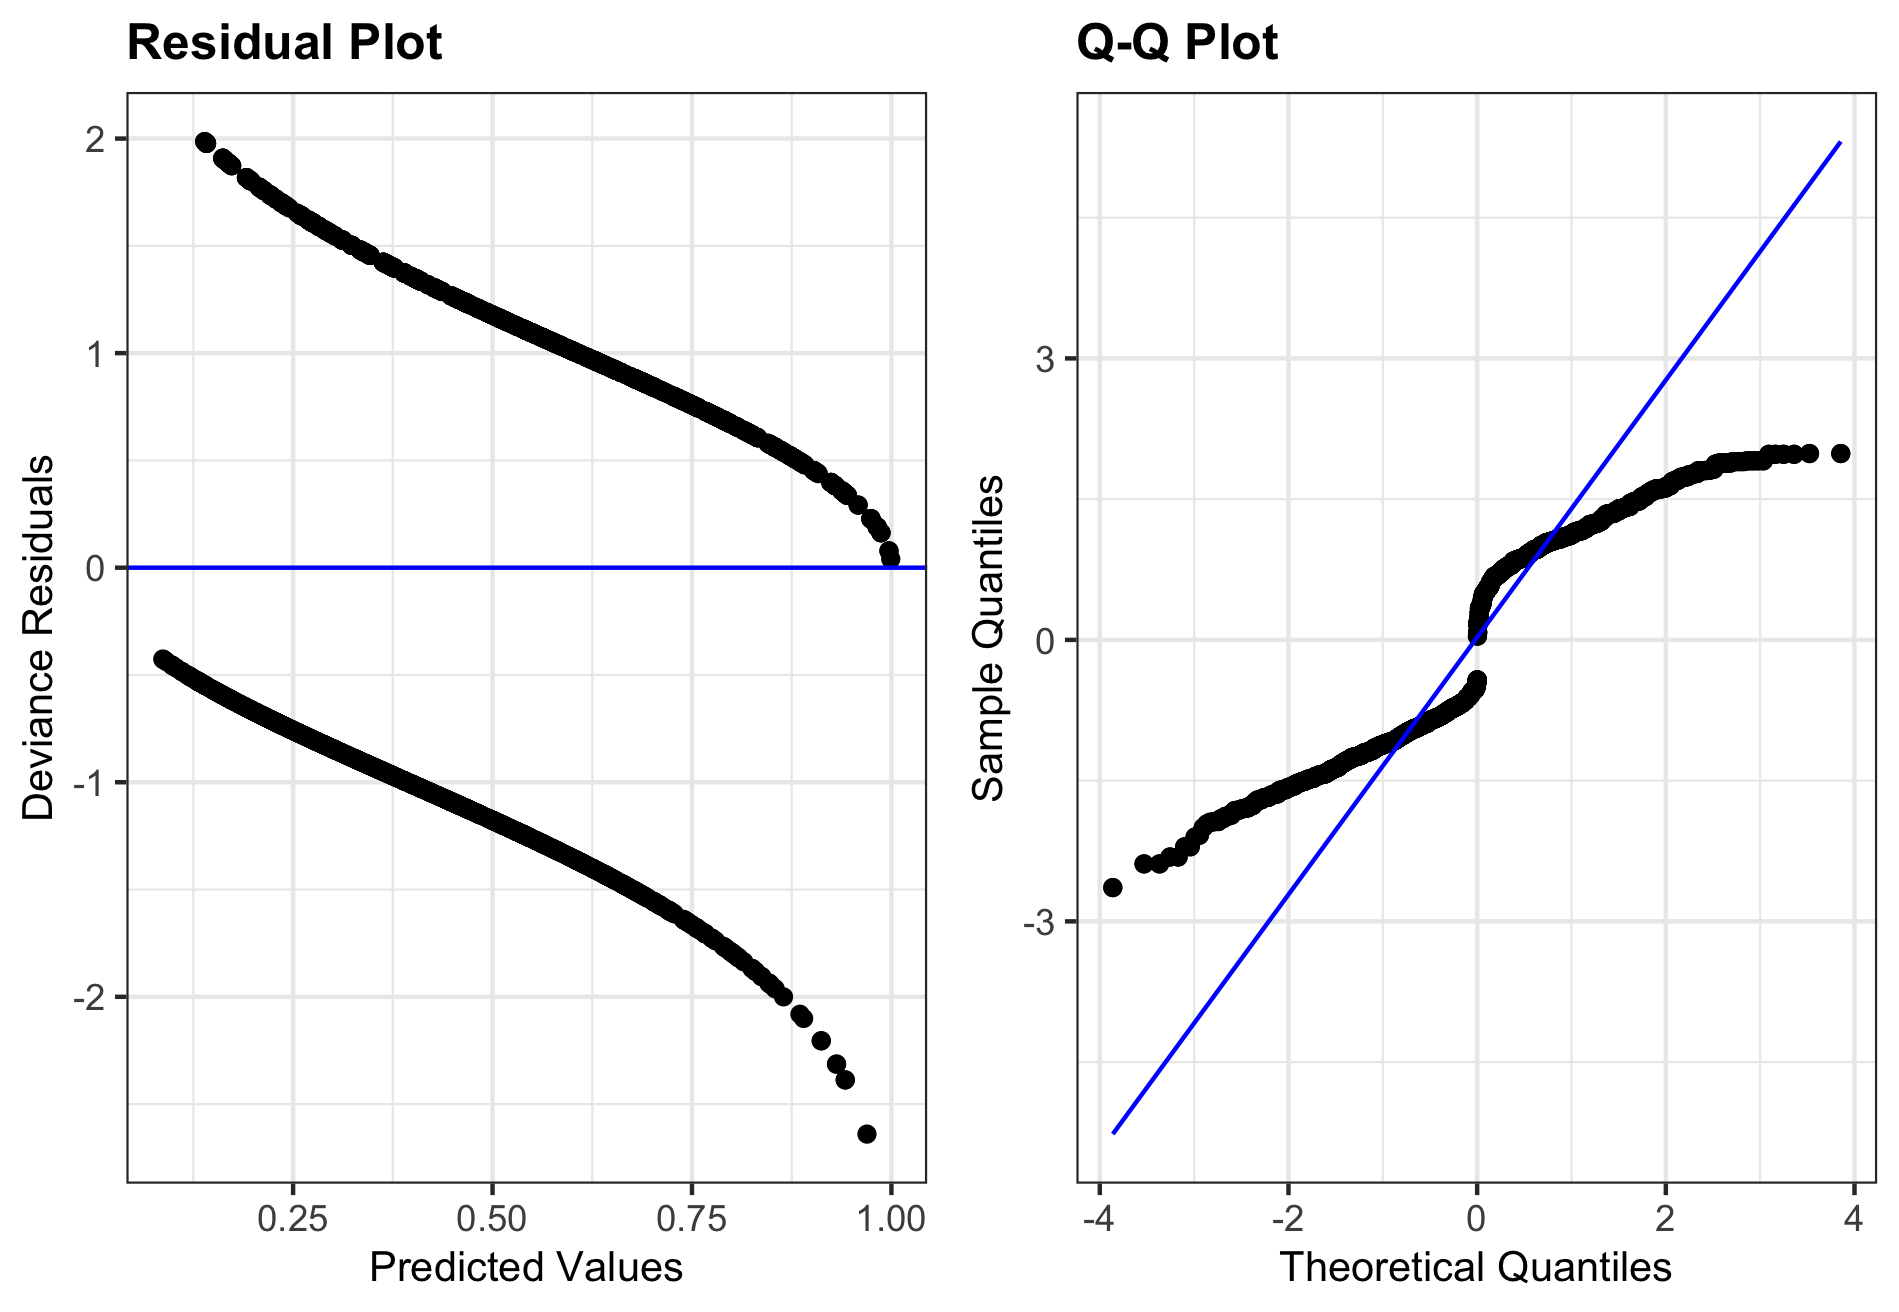 Residual Plot
Deviance Residuals
2
1
0
-1
-2
0.25 0.50 0.75 1.00
Predicted Values
Q-Q Plot
Sample Quantiles
3
0
-3
-4 -2 0 2 4
Theoretical Quantiles